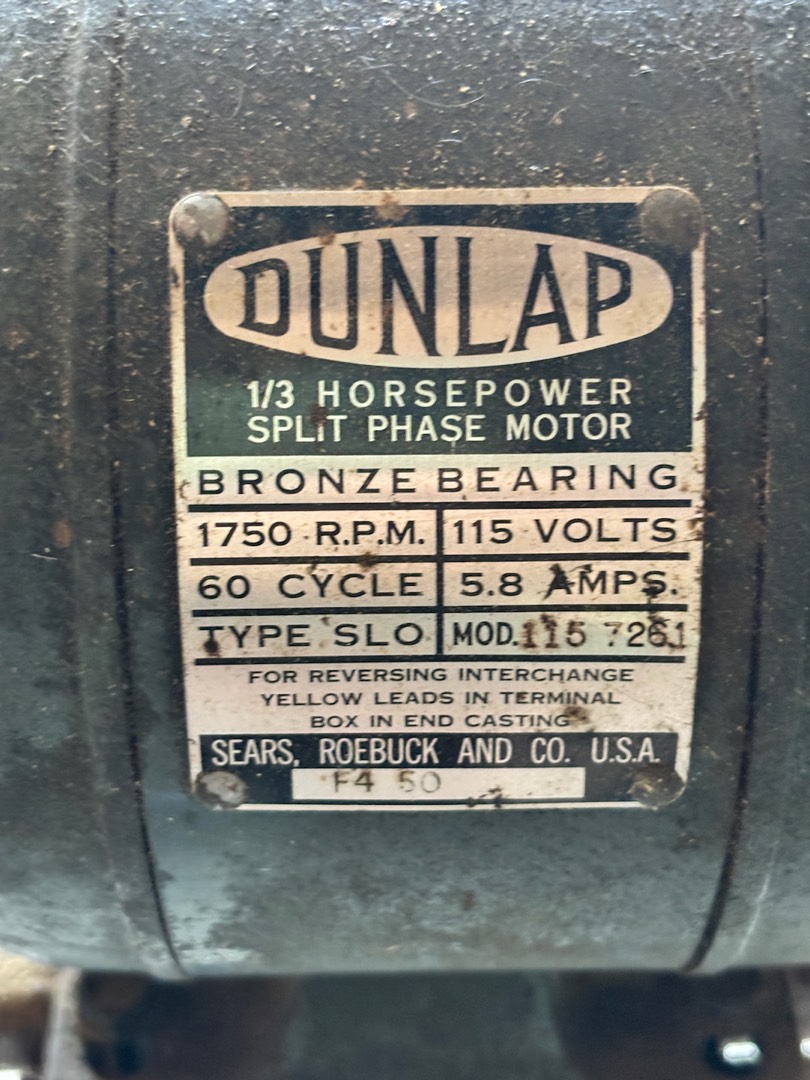 DUNLAP
1/3 HORSEPOWER
SPLIT PHASE MOTOR
BRONZE BEARING
1750 R.P.M. 115 VOLTS
60 CYCLE 5.8 AMPS.
TYPE SLO MOD. 115 7261
FOR REVERSING INTERCHANGE
YELLOW LEADS IN TERMINAL
BOX IN END CASTING
SEARS, ROEBUCK AND CO. U.S.A.
F4 50